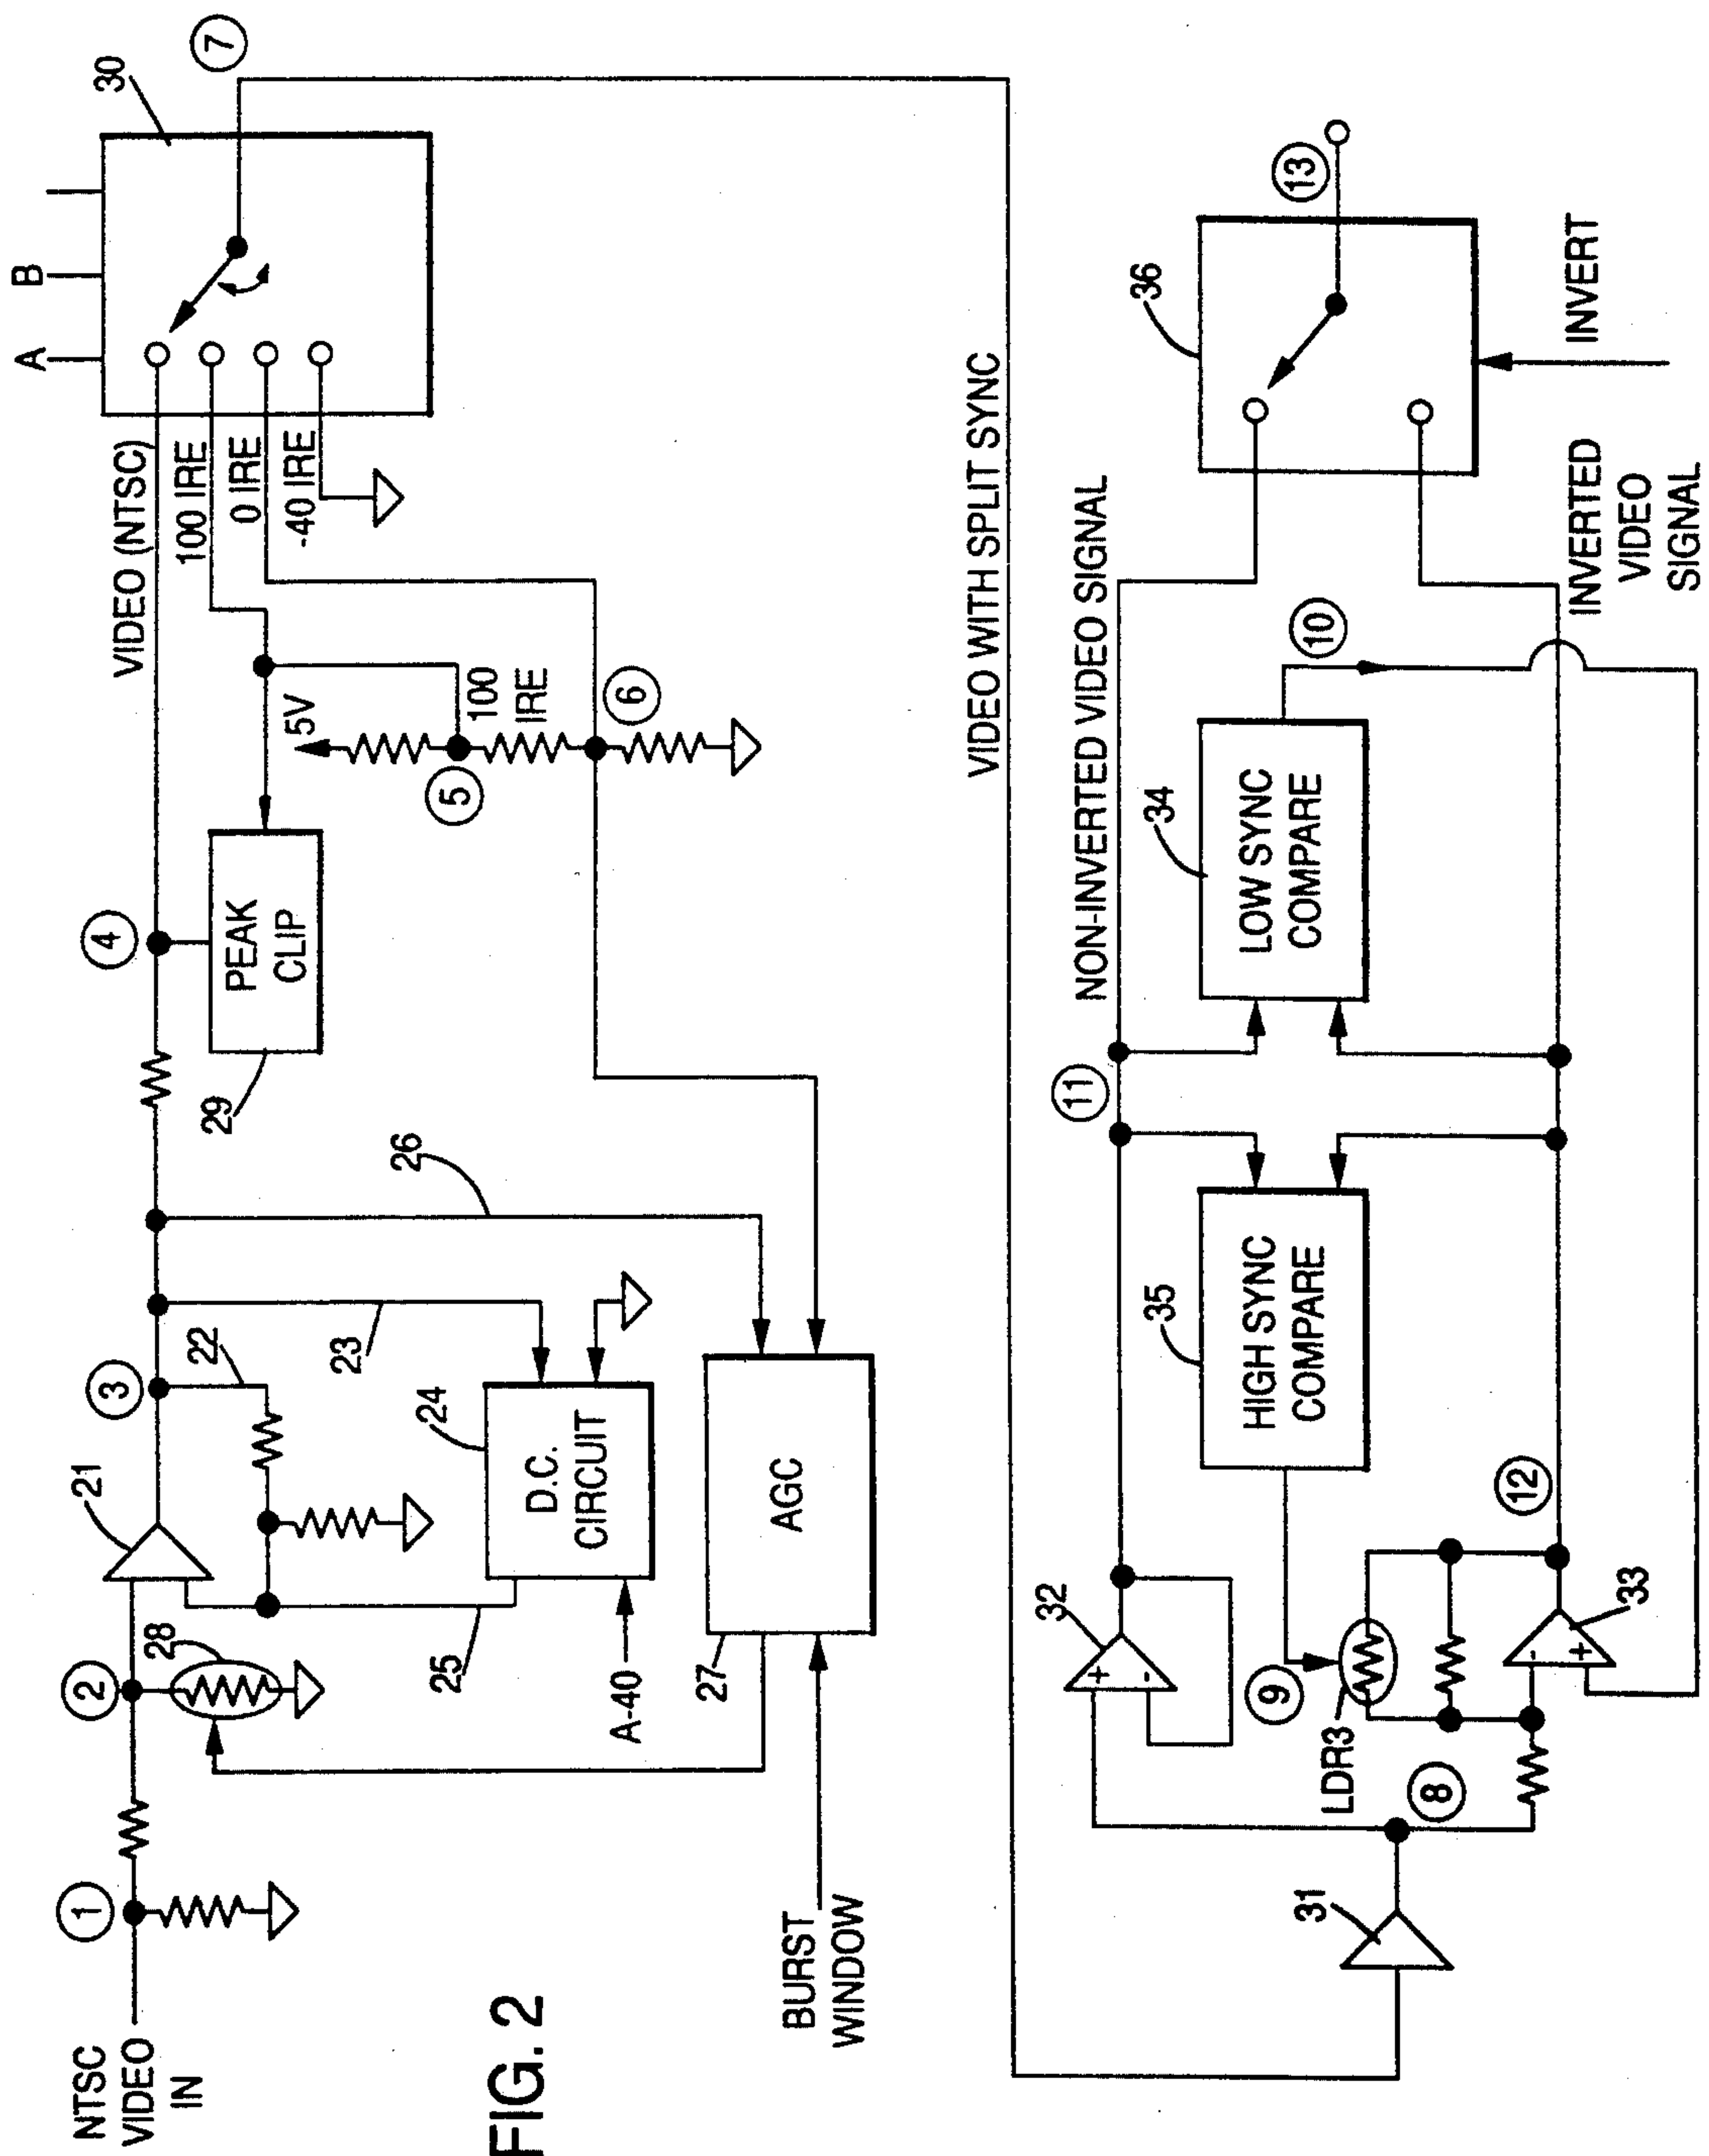 NTSC
VIDEO
IN
1
2
28
21
3
22
23
26
4
VIDEO (NTSC)
100 IRE
0 IRE
-40 IRE
A
B
30
7
25
A-40
24
D.C.
CIRCUIT
27
AGC
BURST
WINDOW
29
PEAK
CLIP
5V
5
100
IRE
6
FIG. 2
VIDEO WITH SPLIT SYNC
31
8
32
+
-
9
LDR3
-
+
33
12
35
HIGH SYNC
COMPARE
11
NON-INVERTED VIDEO SIGNAL
34
LOW SYNC
COMPARE
10
36
13
INVERT
INVERTED
VIDEO
SIGNAL